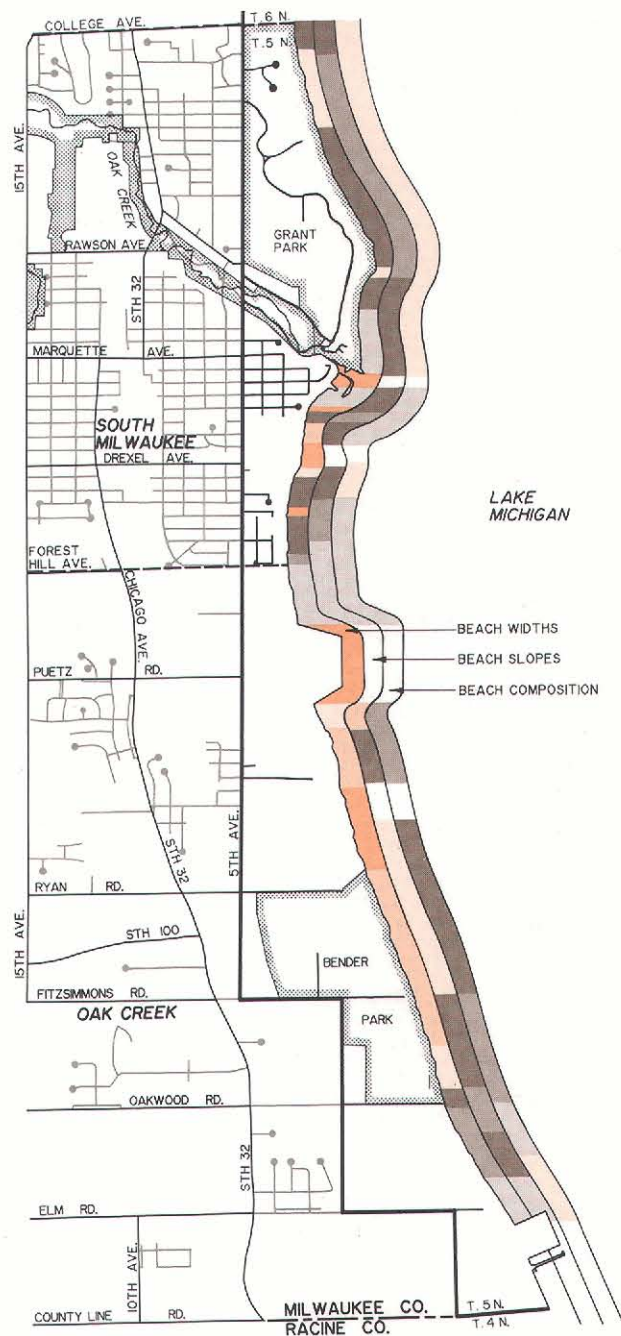 COLLEGE AVE.
T. 6 N.
T. 5 N.
15TH AVE.
OAK CREEK
GRANT
PARK
RAWSON AVE.
STH 32
MARQUETTE AVE.
SOUTH
MILWAUKEE
DREXEL AVE.
LAKE
MICHIGAN
FOREST
HILL AVE.
CHICAGO AVE.
BEACH WIDTHS
BEACH SLOPES
BEACH COMPOSITION
PUETZ RD.
STH 32
5TH AVE.
RYAN RD.
15TH AVE.
STH 100
BENDER
FITZSIMMONS RD.
OAK CREEK
PARK
OAKWOOD RD.
STH 32
ELM RD.
10TH AVE.
COUNTY LINE RD.
MILWAUKEE CO.
RACINE CO.
T. 5 N.
T. 4 N.